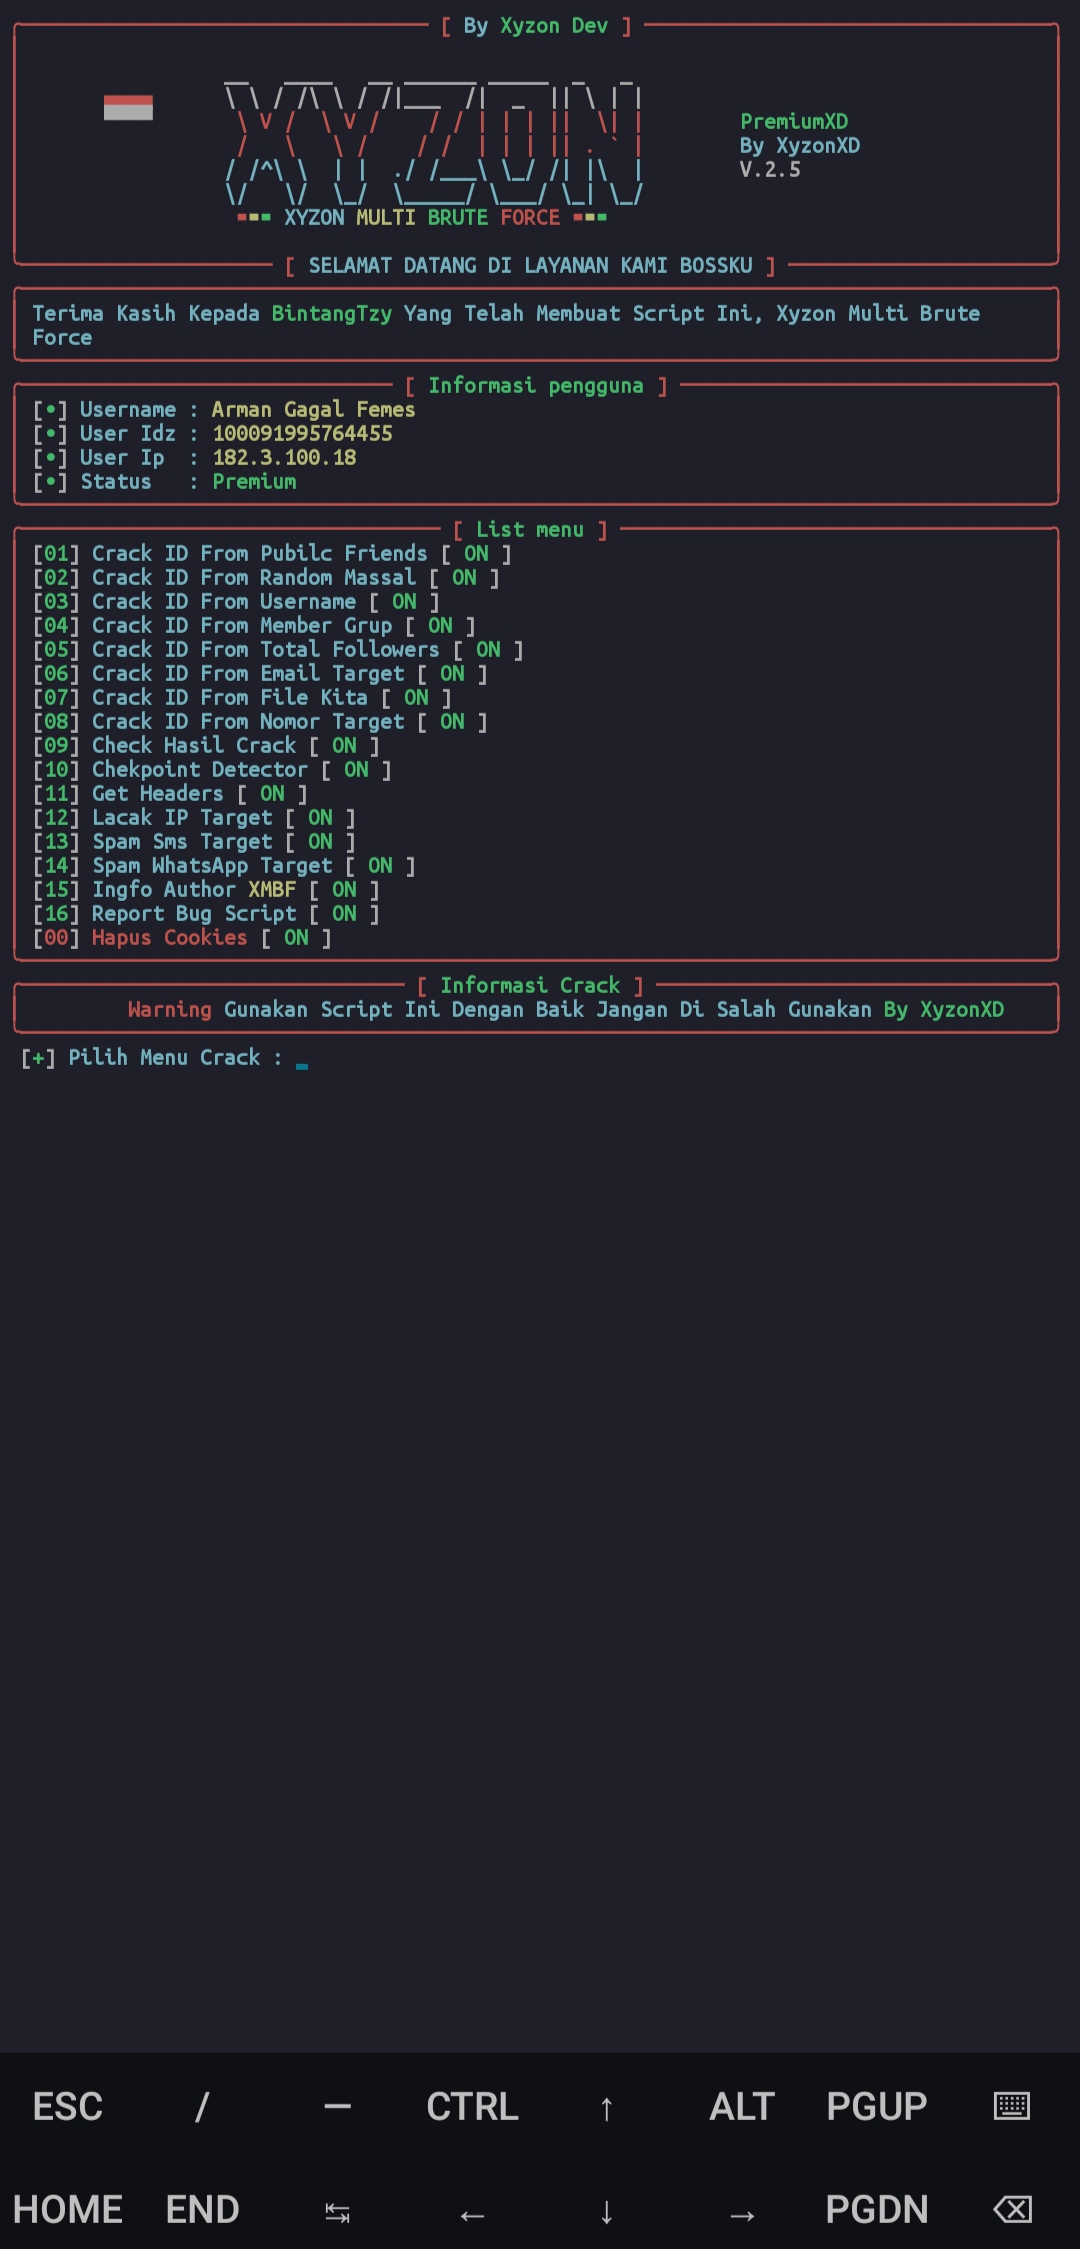 [ By Xyzon Dev ]
PremiumXD
By XyzonXD
V.2.5
XYZON MULTI BRUTE FORCE
[ SELAMAT DATANG DI LAYANAN KAMI BOSSKU ]
Terima Kasih Kepada BintangTzy Yang Telah Membuat Script Ini, Xyzon Multi Brute
Force
[ Informasi pengguna ]
[•] Username : Arman Gagal Femes
[•] User Idz : 100091995764455
[•] User Ip  : 182.3.100.18
[•] Status   : Premium
[ List menu ]
[01] Crack ID From Pubilc Friends [ ON ]
[02] Crack ID From Random Massal [ ON ]
[03] Crack ID From Username [ ON ]
[04] Crack ID From Member Grup [ ON ]
[05] Crack ID From Total Followers [ ON ]
[06] Crack ID From Email Target [ ON ]
[07] Crack ID From File Kita [ ON ]
[08] Crack ID From Nomor Target [ ON ]
[09] Check Hasil Crack [ ON ]
[10] Chekpoint Detector [ ON ]
[11] Get Headers [ ON ]
[12] Lacak IP Target [ ON ]
[13] Spam Sms Target [ ON ]
[14] Spam WhatsApp Target [ ON ]
[15] Ingfo Author XMBF [ ON ]
[16] Report Bug Script [ ON ]
[00] Hapus Cookies [ ON ]
[ Informasi Crack ]
Warning Gunakan Script Ini Dengan Baik Jangan Di Salah Gunakan By XyzonXD
[+] Pilih Menu Crack :
ESC / — CTRL ↑ ALT PGUP
HOME END ↹ ← ↓ → PGDN